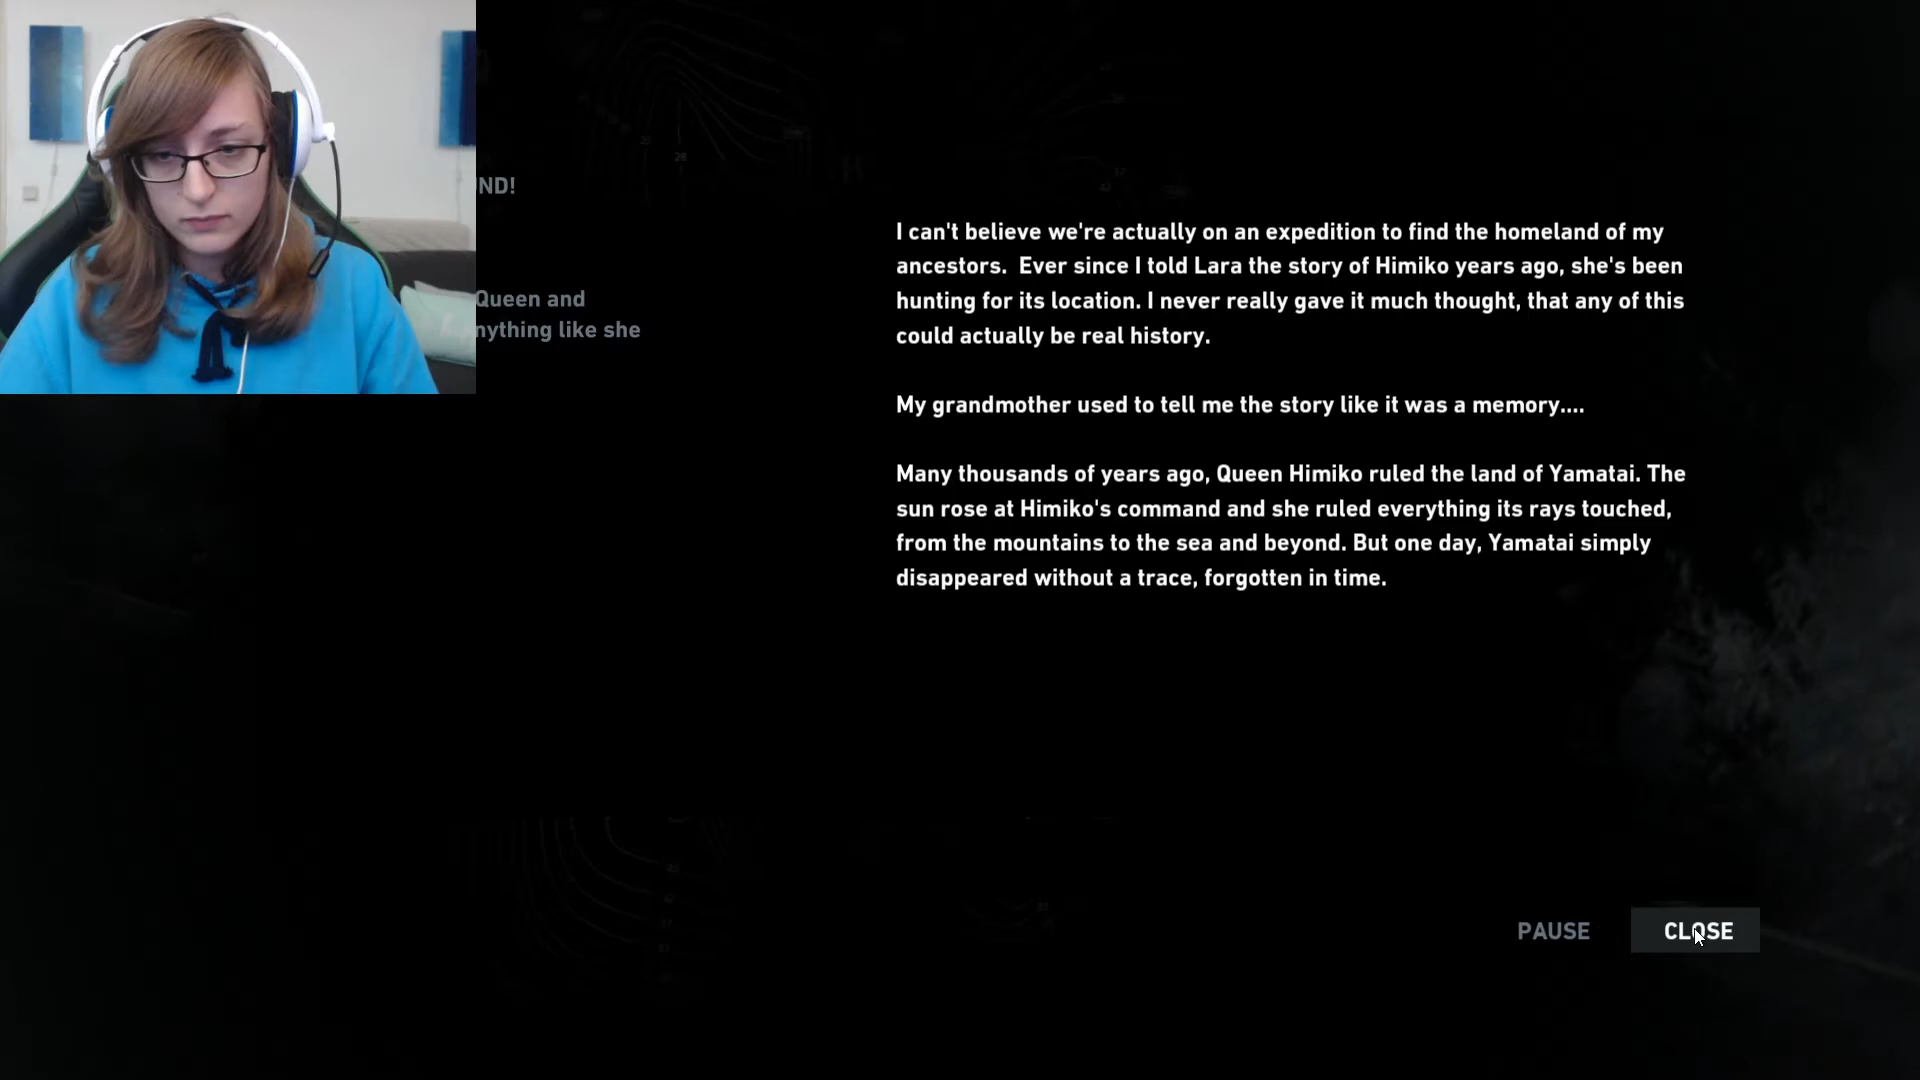 ND!
Queen and
nything like she
I can't believe we're actually on an expedition to find the homeland of my
ancestors.  Ever since I told Lara the story of Himiko years ago, she's been
hunting for its location. I never really gave it much thought, that any of this
could actually be real history.
My grandmother used to tell me the story like it was a memory....
Many thousands of years ago, Queen Himiko ruled the land of Yamatai. The
sun rose at Himiko's command and she ruled everything its rays touched,
from the mountains to the sea and beyond. But one day, Yamatai simply
disappeared without a trace, forgotten in time.
PAUSE
CLOSE